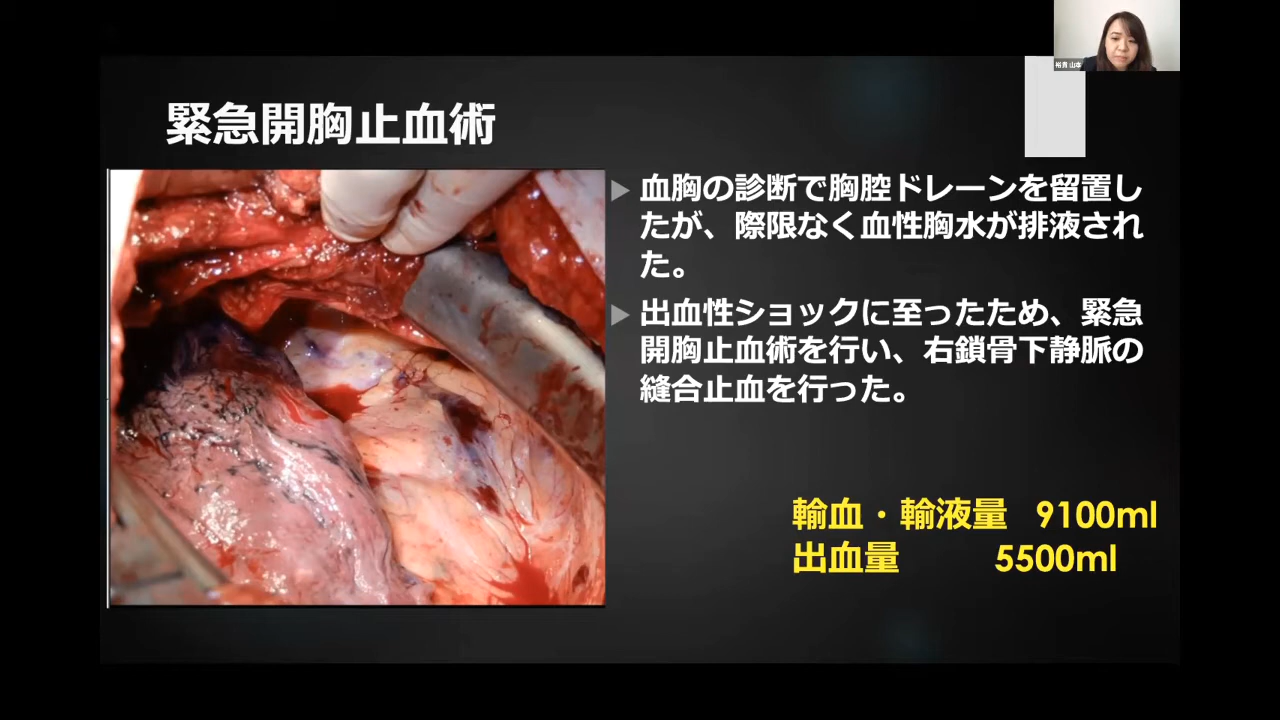 裕貴 山本
緊急開胸止血術
血胸の診断で胸腔ドレーンを留置し
たが、際限なく血性胸水が排液され
た。
出血性ショックに至ったため、緊急
開胸止血術を行い、右鎖骨下静脈の
縫合止血を行った。
輸血・輸液量 9100ml
出血量 5500ml